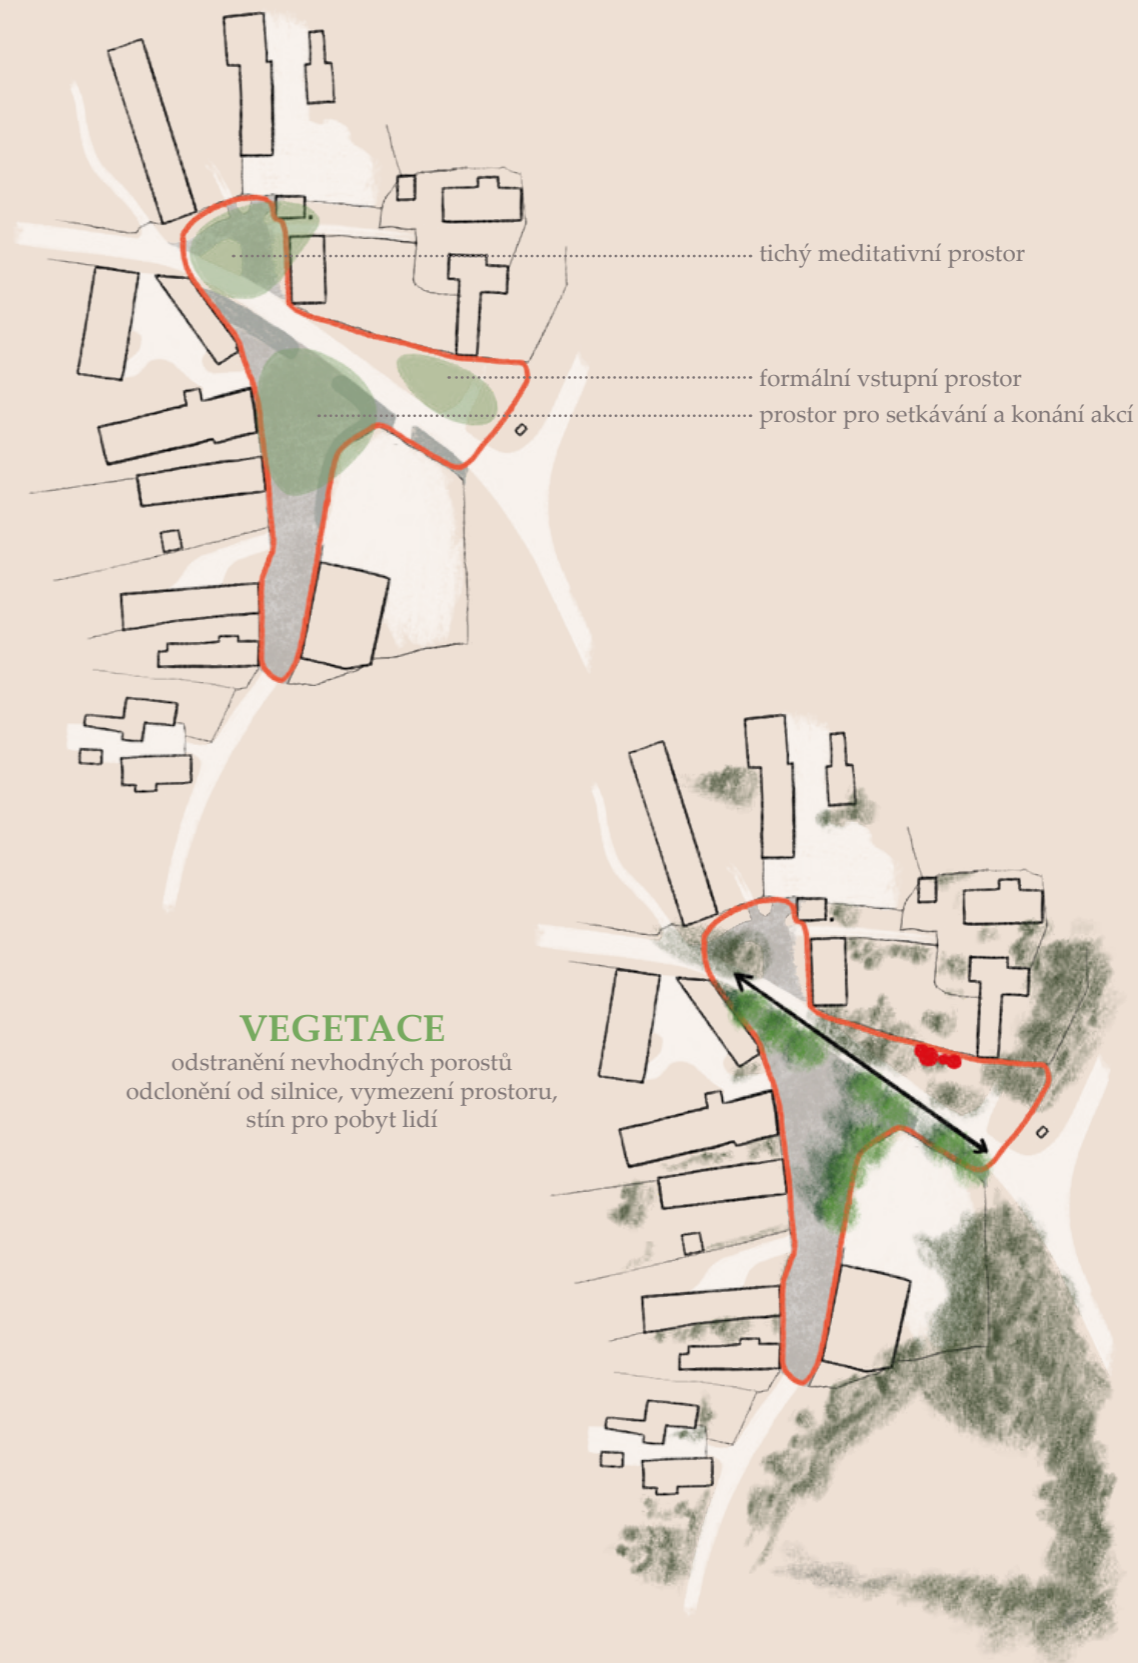 tichý meditativní prostor
formální vstupní prostor
prostor pro setkávání a konání akcí
VEGETACE
odstranění nevhodných porostů
odclonění od silnice, vymezení prostoru,
stín pro pobyt lidí